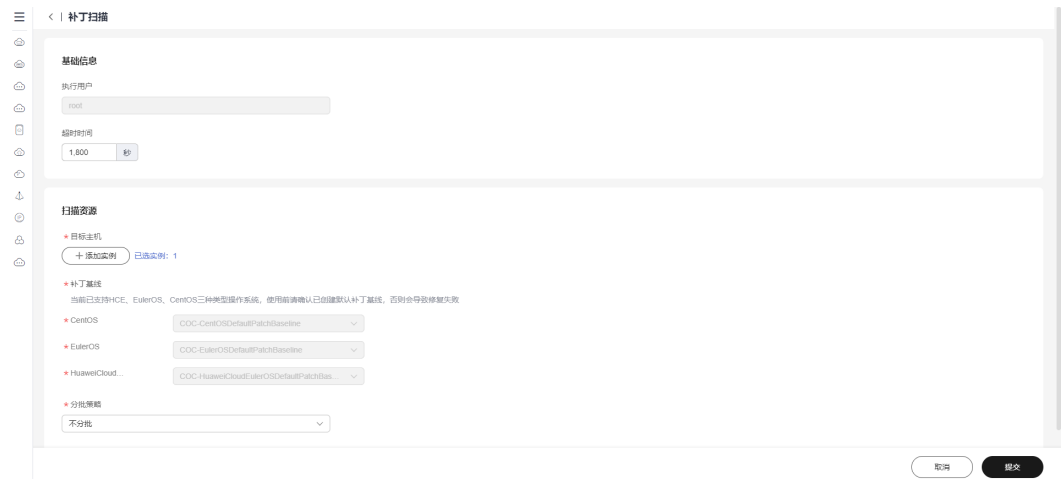 补丁扫描
基础信息
执行用户
root
超时时间
1,800 秒
扫描资源
* 目标主机
+ 添加实例 已选实例: 1
* 补丁基线
当前已支持HCE、EulerOS、CentOS三种类型操作系统，使用前请确认已创建默认补丁基线，否则会导致修复失败
* CentOS COC-CentOSDefaultPatchBaseline
* EulerOS COC-EulerOSDefaultPatchBaseline
* HuaweiCloud... COC-HuaweiCloudEulerOSDefaultPatchBas...
* 分批策略
不分批
取消 提交